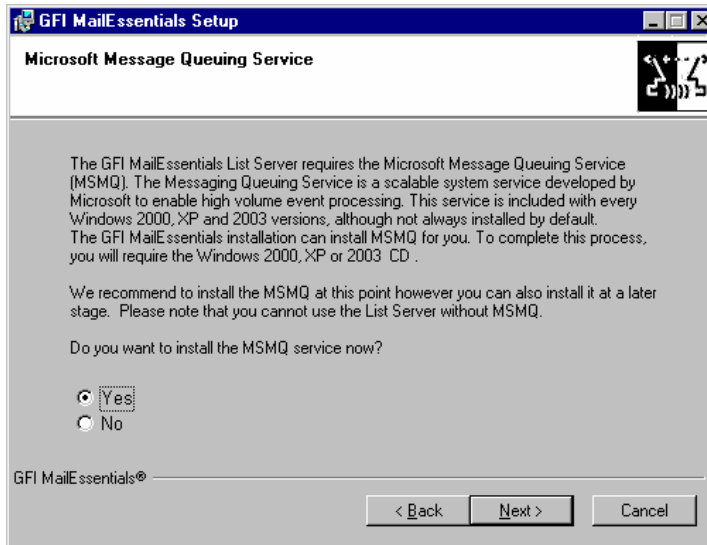 GFI MailEssentials Setup
Microsoft Message Queuing Service
The GFI MailEssentials List Server requires the Microsoft Message Queuing Service
(MSMQ). The Messaging Queuing Service is a scalable system service developed by
Microsoft to enable high volume event processing. This service is included with every
Windows 2000, XP and 2003 versions, although not always installed by default.
The GFI MailEssentials installation can install MSMQ for you. To complete this process,
you will require the Windows 2000, XP or 2003  CD .
We recommend to install the MSMQ at this point however you can also install it at a later
stage.  Please note that you cannot use the List Server without MSMQ.
Do you want to install the MSMQ service now?
Yes
No
GFI MailEssentials®
< Back Next > Cancel